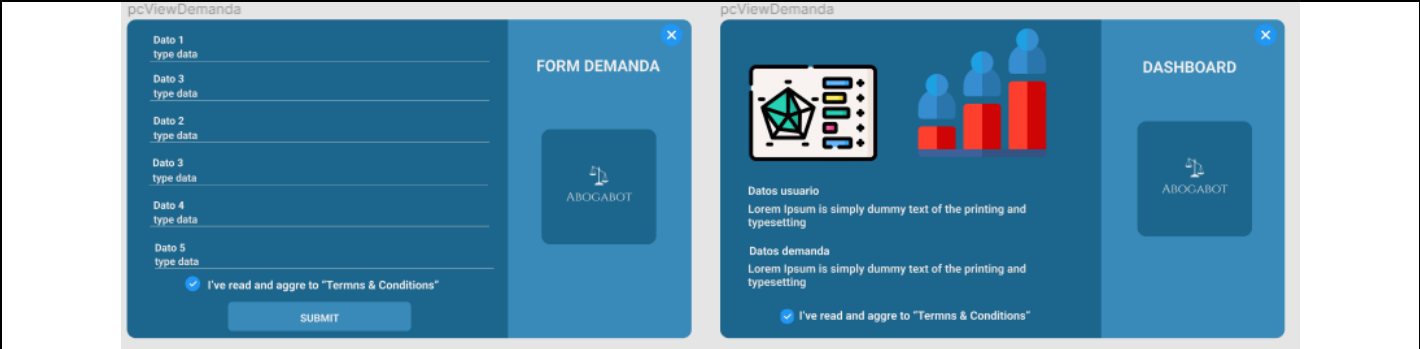 pcViewDemanda
Dato 1
type data
Dato 3
type data
Dato 2
type data
Dato 3
type data
Dato 4
type data
Dato 5
type data
I've read and aggre to "Termns & Conditions"
SUBMIT
FORM DEMANDA
ABOGABOT
pcViewDemanda
Datos usuario
Lorem Ipsum is simply dummy text of the printing and
typesetting
Datos demanda
Lorem Ipsum is simply dummy text of the printing and
typesetting
I've read and aggre to "Termns & Conditions"
DASHBOARD
ABOGABOT